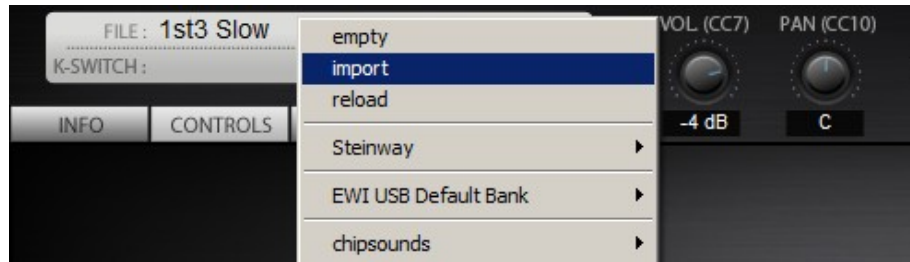 FILE : 1st3 Slow
K-SWITCH :
INFO
CONTROLS
empty
import
reload
Steinway
EWI USB Default Bank
chipsounds
VOL (CC7)
PAN (CC10)
-4 dB
C